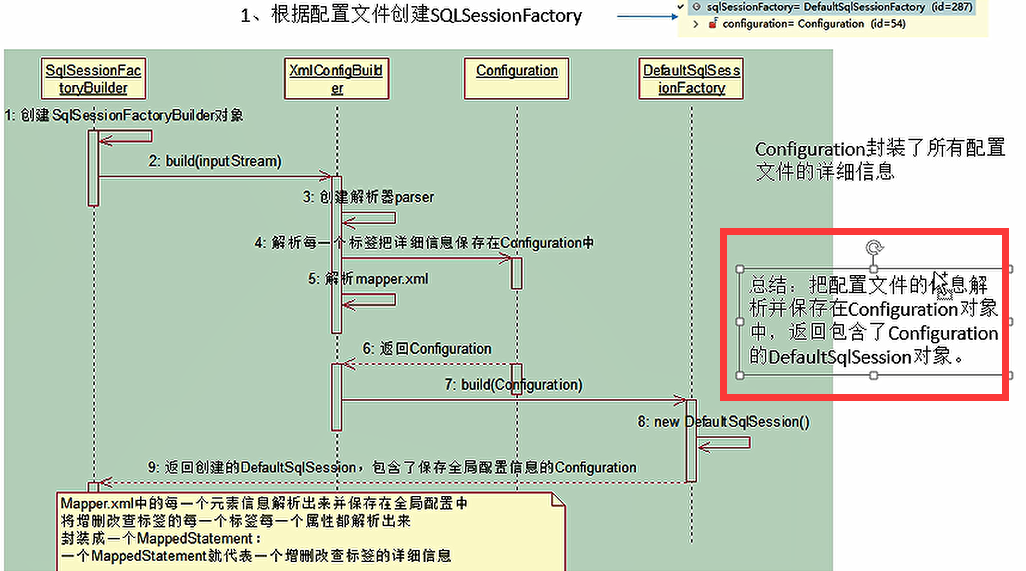 1、根据配置文件创建SQLSessionFactory
sqlSessionFactory= DefaultSqlSessionFactory (id=287)
configuration= Configuration (id=54)
SqlSessionFac
toryBuilder
XmlConfigBuild
er
Configuration
DefaultSqlSess
ionFactory
1: 创建SqlSessionFactoryBuilder对象
2: build(inputStream)
Configuration封装了所有配置
文件的详细信息
3: 创建解析器parser
4: 解析每一个标签把详细信息保存在Configuration中
5: 解析mapper.xml
总结：把配置文件的信息解
析并保存在Configuration对象
中，返回包含了Configuration
的DefaultSqlSession对象。
6: 返回Configuration
7: build(Configuration)
8: new DefaultSqlSession()
9: 返回创建的DefaultSqlSession，包含了保存全局配置信息的Configuration
Mapper.xml中的每一个元素信息解析出来并保存在全局配置中
将增删改查标签的每一个标签每一个属性都解析出来
封装成一个MappedStatement：
一个MappedStatement就代表一个增删改查标签的详细信息